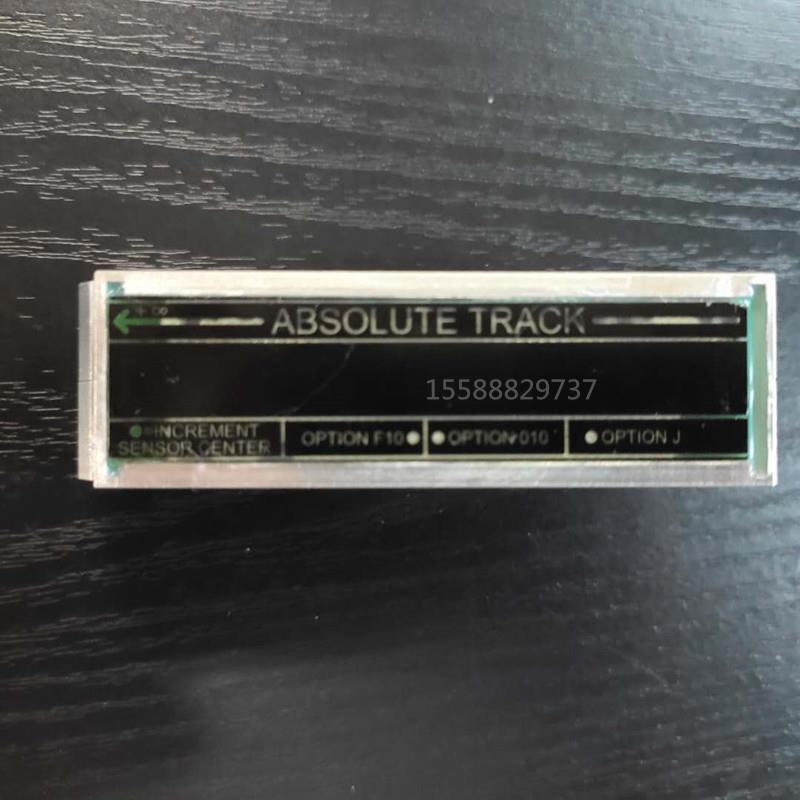 + ∞
ABSOLUTE TRACK
15588829737
INCREMENT
SENSOR CENTER
OPTION F10
OPTION 010
OPTION J